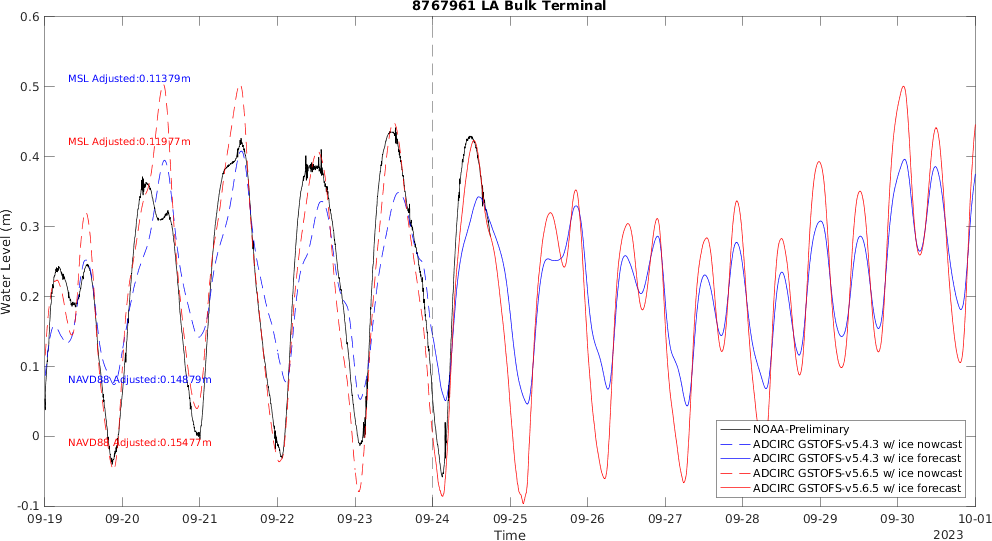 8767961 LA Bulk Terminal
0.6
0.5
0.4
0.3
0.2
0.1
0
-0.1
Water Level (m)
MSL Adjusted:0.11379m
MSL Adjusted:0.11977m
NAVD88 Adjusted:0.14879m
NAVD88 Adjusted:0.15477m
NOAA-Preliminary
ADCIRC GSTOFS-v5.4.3 w/ ice nowcast
ADCIRC GSTOFS-v5.4.3 w/ ice forecast
ADCIRC GSTOFS-v5.6.5 w/ ice nowcast
ADCIRC GSTOFS-v5.6.5 w/ ice forecast
09-19 09-20 09-21 09-22 09-23 09-24 09-25 09-26 09-27 09-28 09-29 09-30 10-01
Time
2023